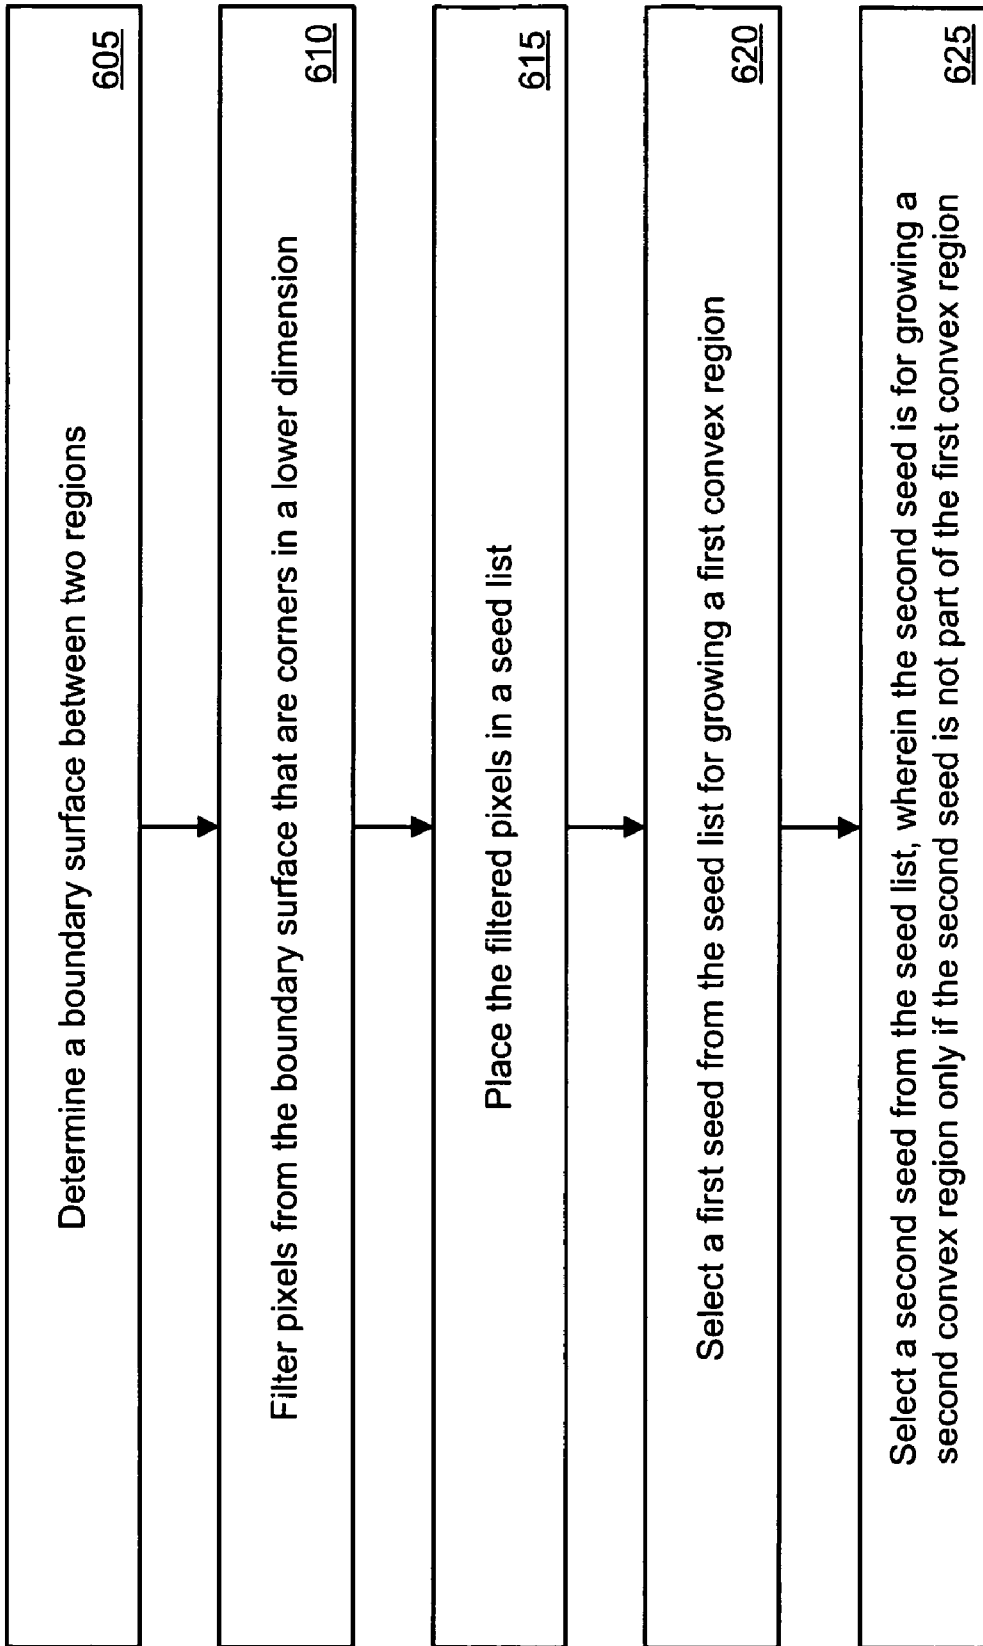 Determine a boundary surface between two regions
605
Filter pixels from the boundary surface that are corners in a lower dimension
610
Place the filtered pixels in a seed list
615
Select a first seed from the seed list for growing a first convex region
620
Select a second seed from the seed list, wherein the second seed is for growing a
second convex region only if the second seed is not part of the first convex region
625